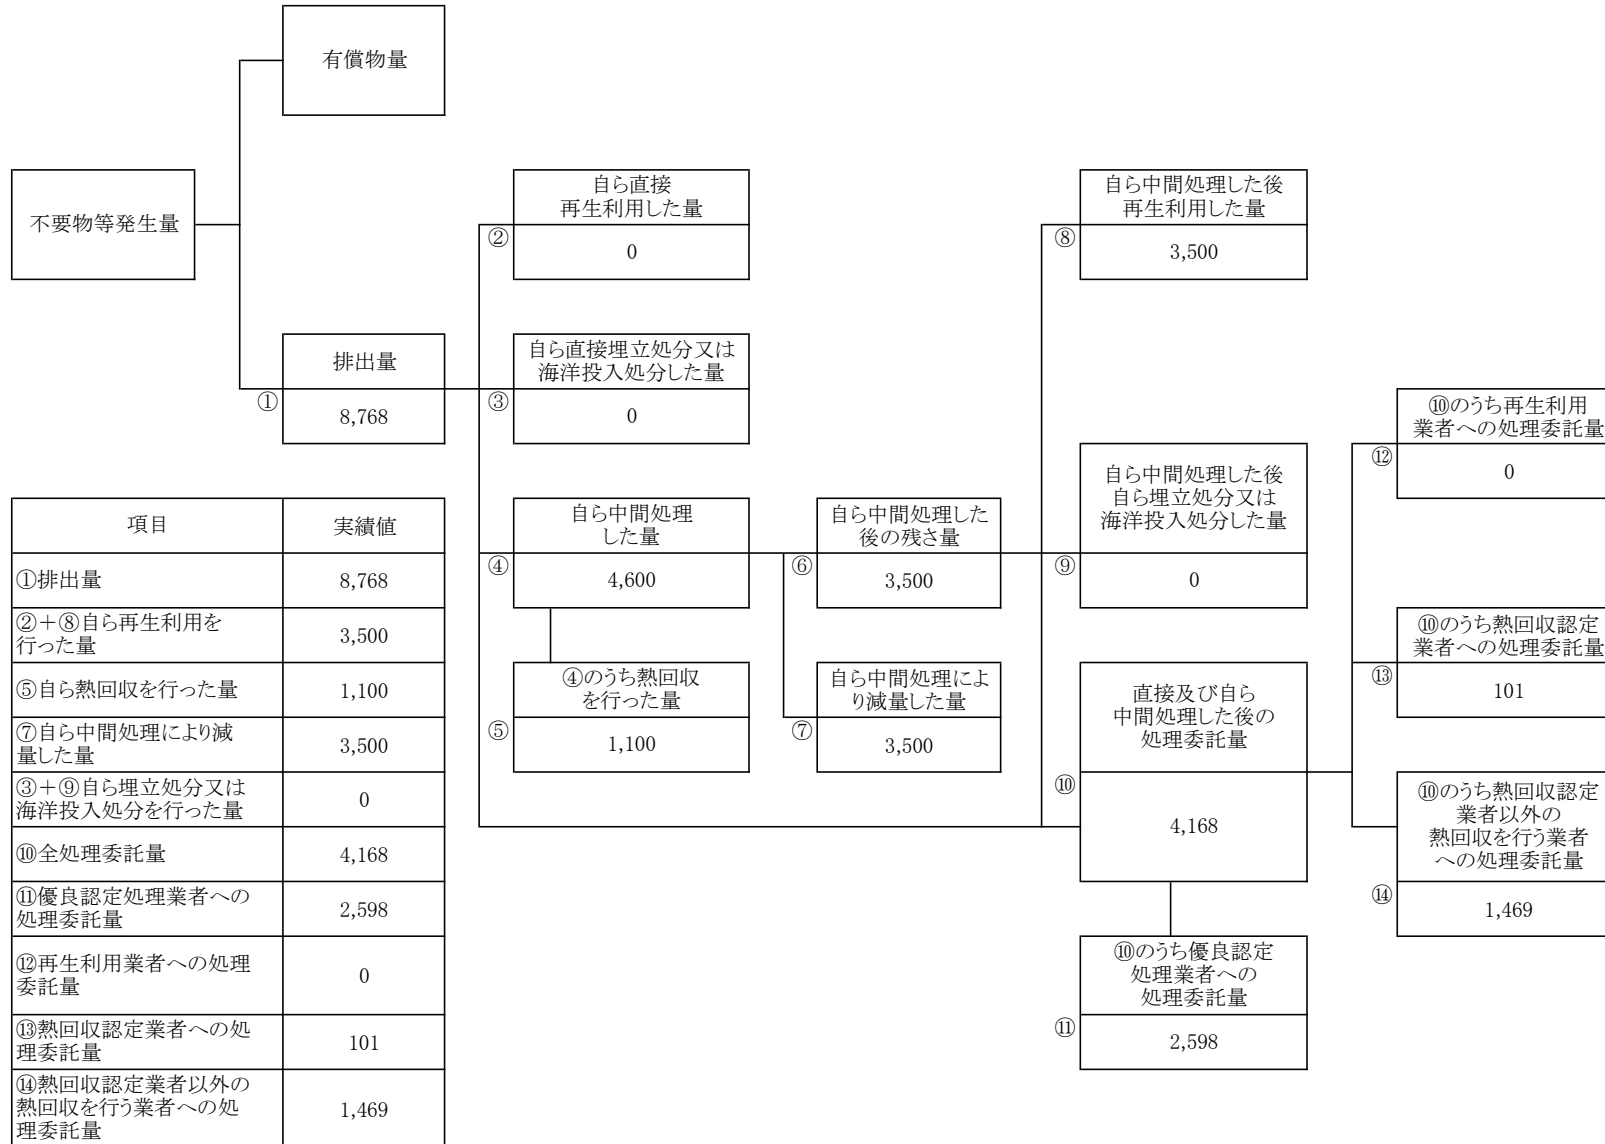 有償物量
不要物等発生量
自ら直接
再生利用した量
②
0
自ら中間処理した後
再生利用した量
⑧
3,500
排出量
①
8,768
自ら直接埋立処分又は
海洋投入処分した量
③
0
⑩のうち再生利用
業者への処理委託量
⑫
0
自ら中間処理
した量
④
4,600
自ら中間処理した
後の残さ量
⑥
3,500
自ら中間処理した後
自ら埋立処分又は
海洋投入処分した量
⑨
0
⑩のうち熱回収認定
業者への処理委託量
⑬
101
④のうち熱回収
を行った量
⑤
1,100
自ら中間処理によ
り減量した量
⑦
3,500
直接及び自ら
中間処理した後の
処理委託量
⑩
4,168
⑩のうち熱回収認定
業者以外の
熱回収を行う業者
への処理委託量
⑭
1,469
⑩のうち優良認定
処理業者への
処理委託量
⑪
2,598
項目 実績値
①排出量 8,768
②＋⑧自ら再生利用を
行った量 3,500
⑤自ら熱回収を行った量 1,100
⑦自ら中間処理により減
量した量 3,500
③＋⑨自ら埋立処分又は
海洋投入処分を行った量 0
⑩全処理委託量 4,168
⑪優良認定処理業者への
処理委託量 2,598
⑫再生利用業者への処理
委託量 0
⑬熱回収認定業者への処
理委託量 101
⑭熱回収認定業者以外の
熱回収を行う業者への処
理委託量 1,469